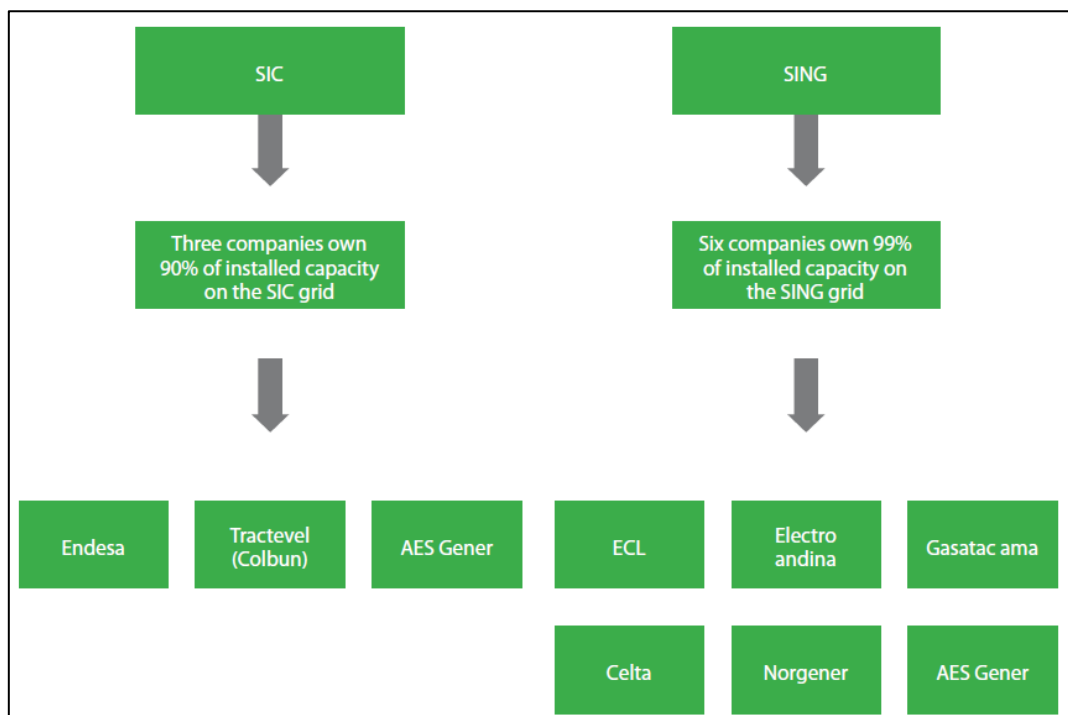 SIC
SING
Three companies own
90% of installed capacity
on the SIC grid
Six companies own 99%
of installed capacity on
the SING grid
Endesa
Tractevel
(Colbun)
AES Gener
ECL
Electro
andina
Gasatac ama
Celta
Norgener
AES Gener